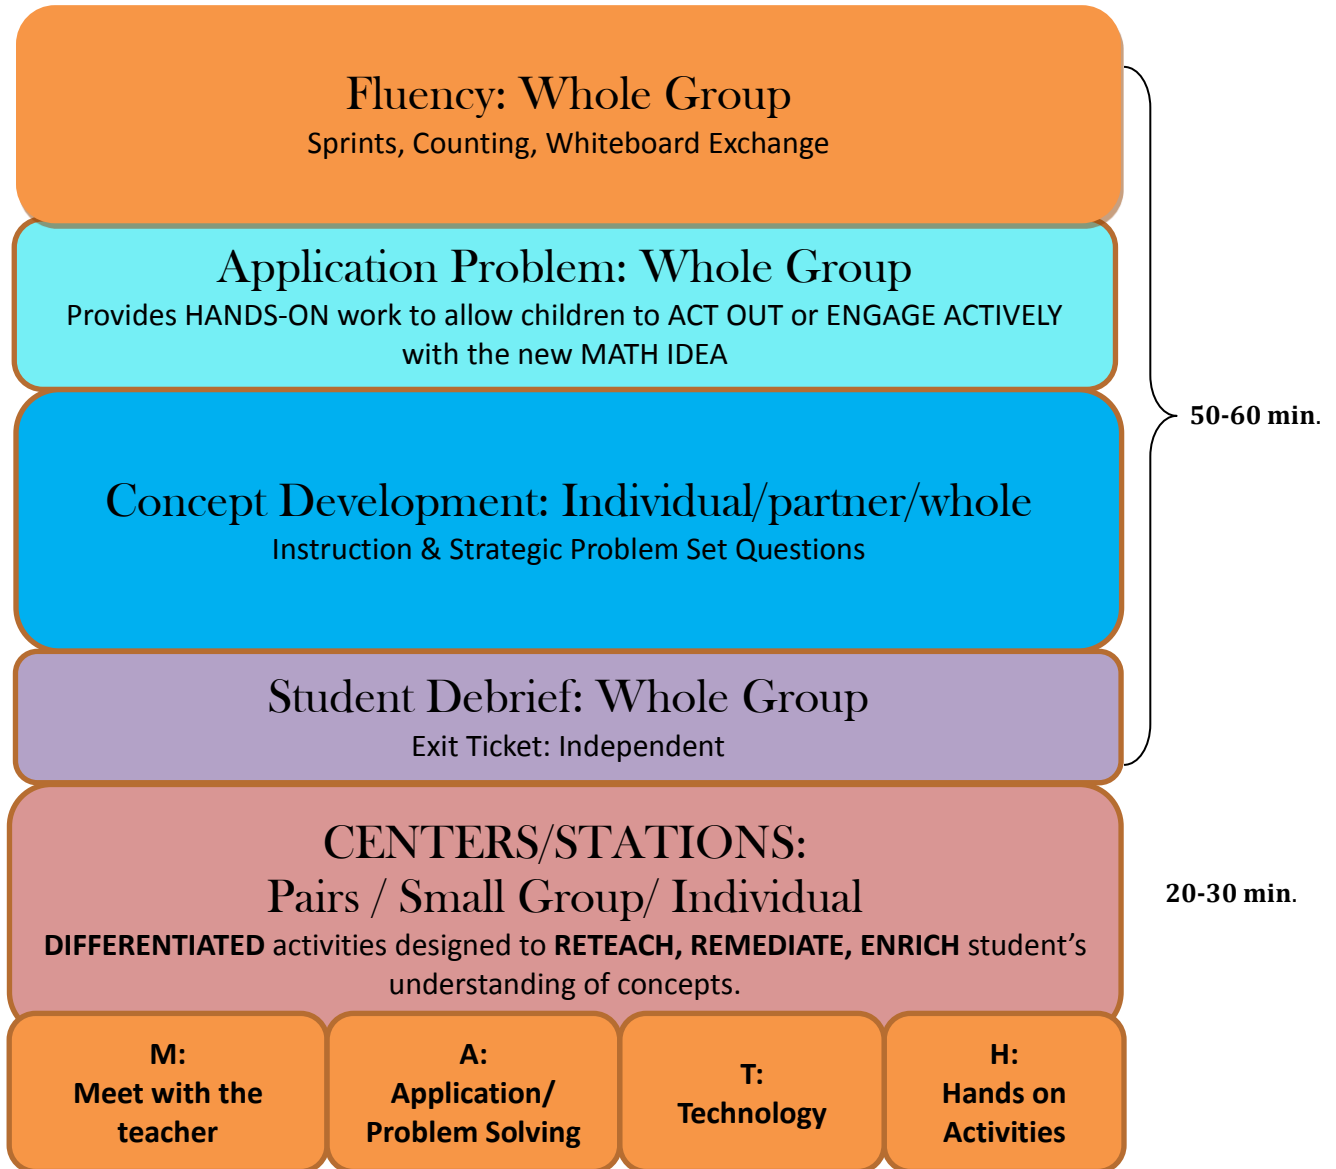 Fluency: Whole Group
Sprints, Counting, Whiteboard Exchange
Application Problem: Whole Group
Provides HANDS-ON work to allow children to ACT OUT or ENGAGE ACTIVELY
with the new MATH IDEA
Concept Development: Individual/partner/whole
Instruction & Strategic Problem Set Questions
50-60 min.
Student Debrief: Whole Group
Exit Ticket: Independent
CENTERS/STATIONS:
Pairs / Small Group/ Individual
DIFFERENTIATED activities designed to RETEACH, REMEDIATE, ENRICH student’s
understanding of concepts.
20-30 min.
M:
Meet with the
teacher
A:
Application/
Problem Solving
T:
Technology
H:
Hands on
Activities